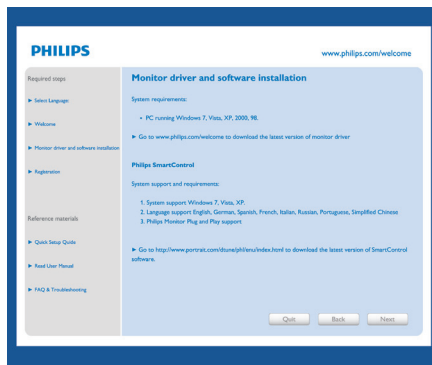 PHILIPS
www.philips.com/welcome
Required steps
► Select Language
► Welcome
► Monitor driver and software installation
► Registration
Reference materials
► Quick Setup Quide
► Read User Manual
► FAQ & Troubleshooting
Monitor driver and software installation
System requirements:
• PC running Windows 7, Vista, XP, 2000, 98.
► Go to www.philips.com/welcome to download the latest version of monitor driver
Philips SmartControl
System support and requirements:
1. System support Windows 7, Vista, XP.
2. Language support English, German, Spanish, French, Italian, Russian, Portuguese, Simplified Chinese
3. Philips Monitor Plug and Play support
► Go to http://www.portrait.com/dtune/phl/enu/index.html to download the latest version of SmartControl
software.
Quit Back Next